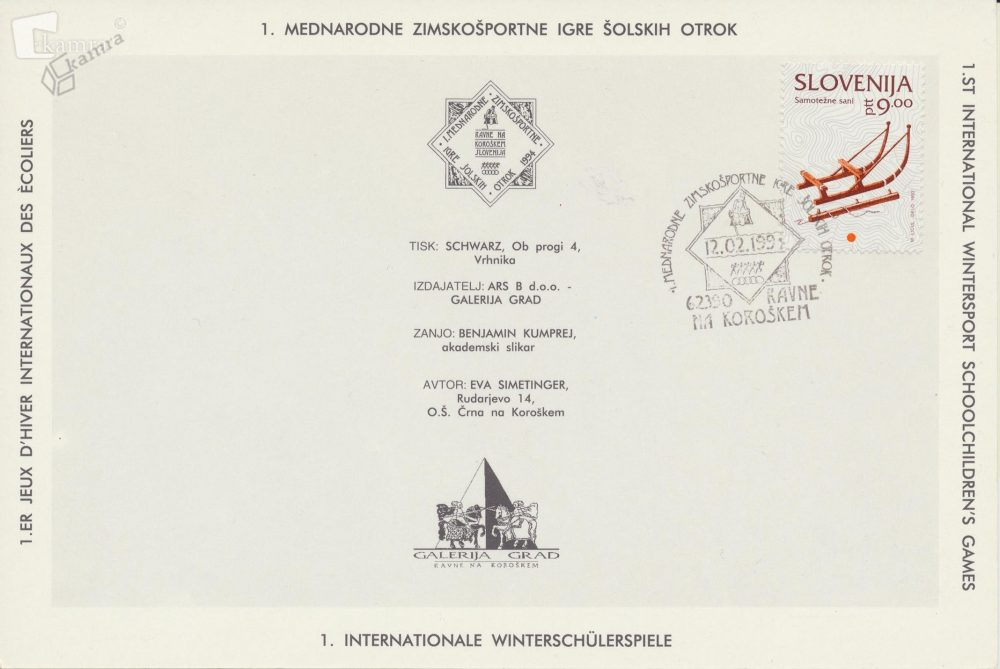 kamra
1. MEDNARODNE ZIMSKOŠPORTNE IGRE ŠOLSKIH OTROK
1.ER JEUX D'HIVER INTERNATIONAUX DES ÈCOLIERS
1.ST INTERNATIONAL WINTERSPORT SCHOOLCHILDREN'S GAMES
1. MEDNARODNE ZIMSKOŠPORTNE
IGRE ŠOLSKIH OTROK 1994
RAVNE NA
KOROŠKEM
SLOVENIJA
SLOVENIJA
Samotežne sani
ptt 9.00
1. MEDNARODNE ZIMSKOŠPORTNE IGRE ŠOLSKIH OTROK
12.02.1994
62390 RAVNE
NA KOROŠKEM
TISK: SCHWARZ, Ob progi 4,
Vrhnika
IZDAJATELJ: ARS B d.o.o. -
GALERIJA GRAD
ZANJO: BENJAMIN KUMPREJ,
akademski slikar
AVTOR: EVA SIMETINGER,
Rudarjevo 14,
O.Š. Črna na Koroškem
GALERIJA GRAD
RAVNE NA KOROŠKEM
1. INTERNATIONALE WINTERSCHÜLERSPIELE